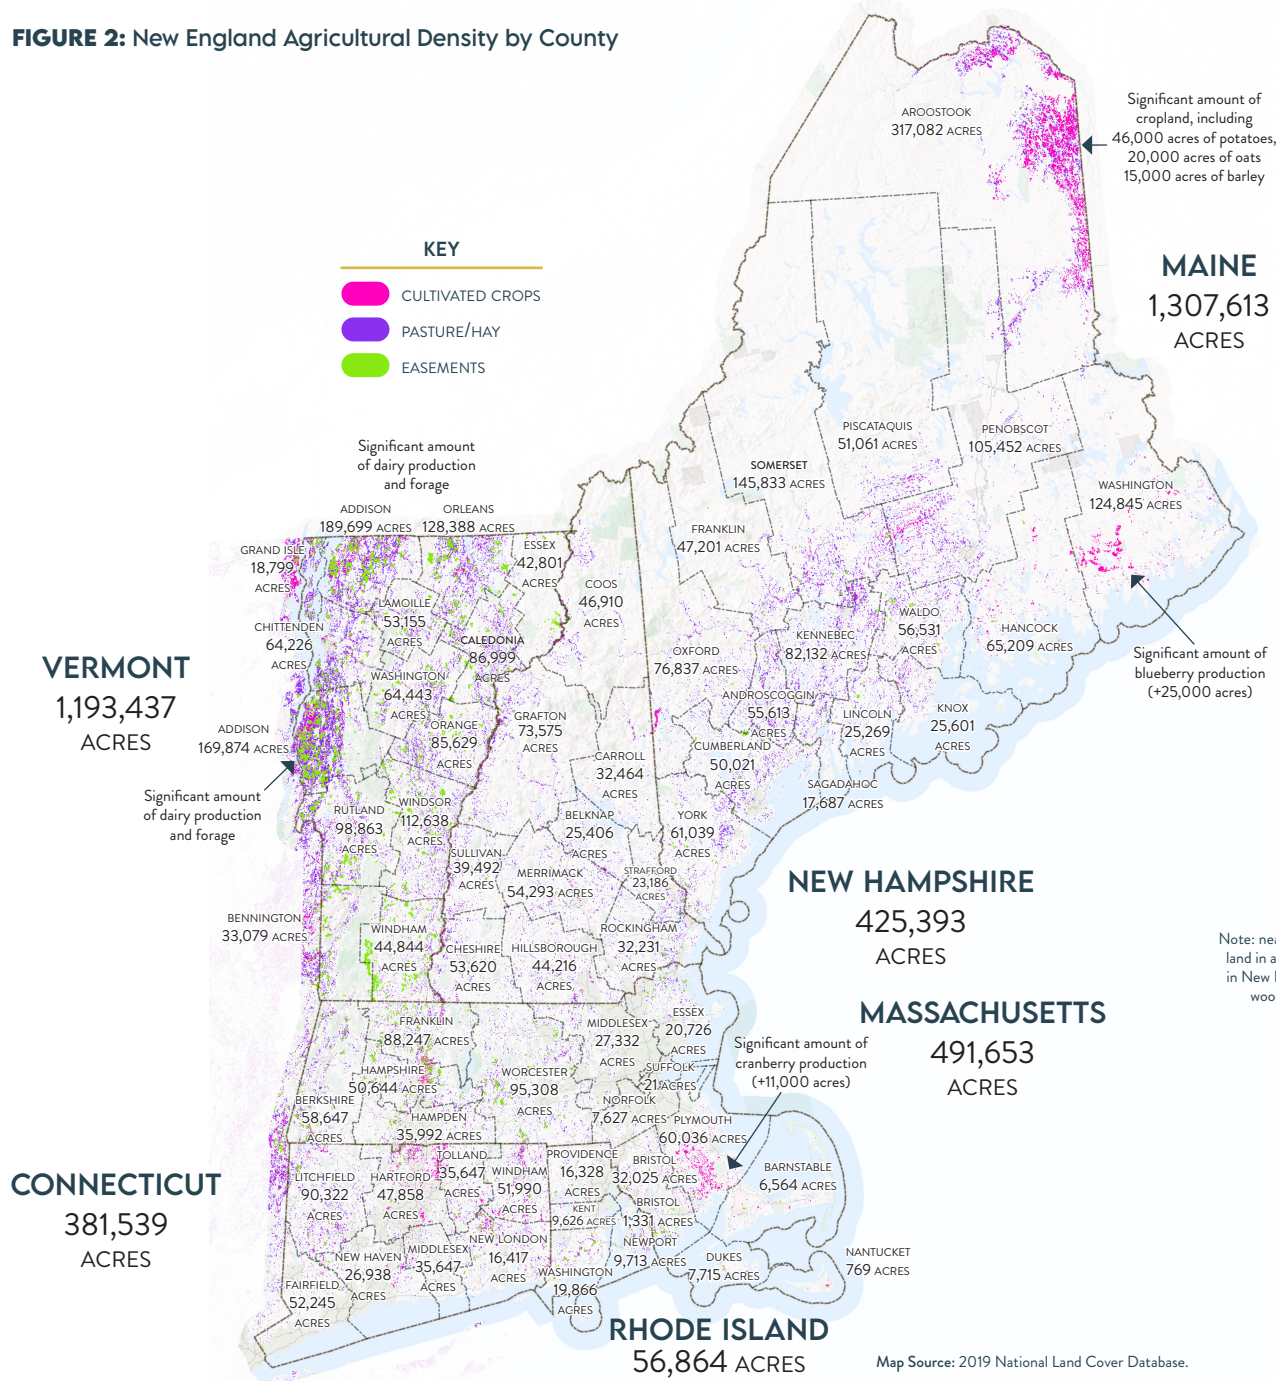 FIGURE 2: New England Agricultural Density by County
AROOSTOOK
317,082 ACRES
Significant amount of
cropland, including
46,000 acres of potatoes,
20,000 acres of oats
15,000 acres of barley
KEY
CULTIVATED CROPS
PASTURE/HAY
EASEMENTS
MAINE
1,307,613
ACRES
PISCATAQUIS
51,061 ACRES
PENOBSCOT
105,452 ACRES
SOMERSET
145,833 ACRES
WASHINGTON
124,845 ACRES
FRANKLIN
47,201 ACRES
Significant amount
of dairy production
and forage
ADDISON
189,699 ACRES
ORLEANS
128,388 ACRES
GRAND ISLE
18,799
ACRES
ESSEX
42,801
ACRES
COOS
46,910
ACRES
LAMOILLE
53,155
ACRES
CHITTENDEN
64,226
ACRES
CALEDONIA
86,999
ACRES
WASHINGTON
64,443
ACRES
OXFORD
76,837 ACRES
KENNEBEC
82,132 ACRES
WALDO
56,531
ACRES
HANCOCK
65,209 ACRES
Significant amount of
blueberry production
(+25,000 acres)
VERMONT
1,193,437
ACRES
ADDISON
169,874 ACRES
ORANGE
85,629
ACRES
GRAFTON
73,575
ACRES
ANDROSCOGGIN
55,613
ACRES
LINCOLN
25,269
ACRES
KNOX
25,601
ACRES
CUMBERLAND
50,021
ACRES
CARROLL
32,464
ACRES
SAGADAHOC
17,687 ACRES
Significant amount
of dairy production
and forage
RUTLAND
98,863
ACRES
WINDSOR
112,638
ACRES
BELKNAP
25,406
ACRES
YORK
61,039
ACRES
SULLIVAN
39,492
ACRES
MERRIMACK
54,293 ACRES
STRAFFORD
23,186
ACRES
NEW HAMPSHIRE
425,393
ACRES
BENNINGTON
33,079 ACRES
WINDHAM
44,844
ACRES
CHESHIRE
53,620
ACRES
HILLSBOROUGH
44,216
ACRES
ROCKINGHAM
32,231
ACRES
Note: nea
land in a
in New
woo
MASSACHUSETTS
491,653
ACRES
FRANKLIN
88,247 ACRES
MIDDLESEX
27,332
ACRES
ESSEX
20,726
ACRES
Significant amount of
cranberry production
(+11,000 acres)
HAMPSHIRE
50,644 ACRES
WORCESTER
95,308
ACRES
SUFFOLK
21 ACRES
BERKSHIRE
58,647
ACRES
HAMPDEN
35,992 ACRES
NORFOLK
7,627 ACRES
PLYMOUTH
60,036 ACRES
CONNECTICUT
381,539
ACRES
LITCHFIELD
90,322
ACRES
HARTFORD
47,858
ACRES
TOLLAND
35,647
ACRES
WINDHAM
51,990
ACRES
PROVIDENCE
16,328
ACRES
BRISTOL
32,025 ACRES
BARNSTABLE
6,564 ACRES
KENT
9,626 ACRES
BRISTOL
1,331 ACRES
NEW HAVEN
26,938
ACRES
MIDDLESEX
35,647
ACRES
NEW LONDON
16,417
ACRES
NEWPORT
9,713 ACRES
DUKES
7,715 ACRES
NANTUCKET
769 ACRES
FAIRFIELD
52,245
ACRES
WASHINGTON
19,866
ACRES
RHODE ISLAND
56,864 ACRES
Map Source: 2019 National Land Cover Database.